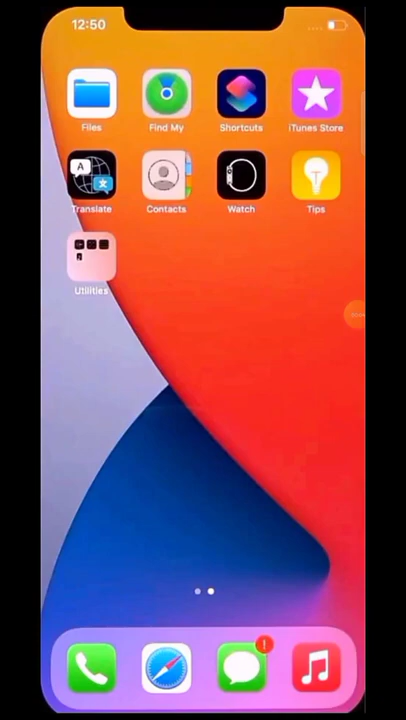 12:50
Files
Find My
Shortcuts
iTunes Store
A
Translate
Contacts
Watch
Tips
Utilities
!